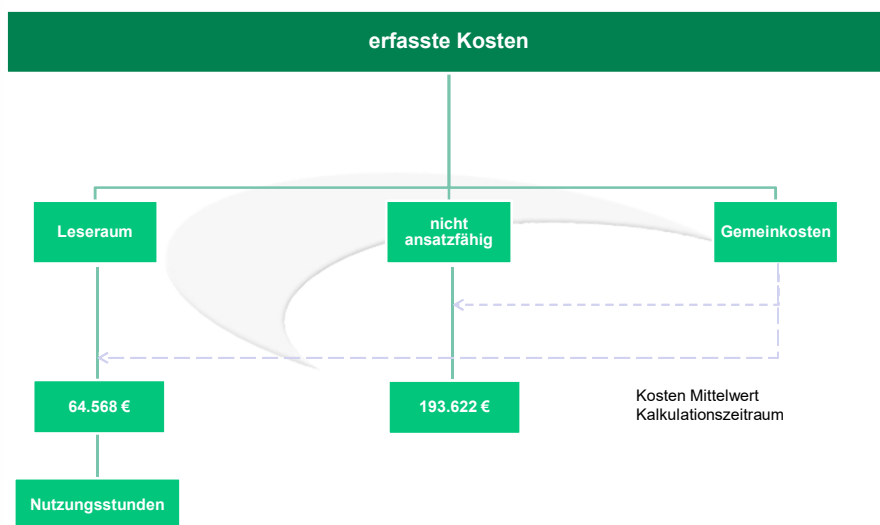 erfasste Kosten
Leseraum
nicht
ansatzfähig
Gemeinkosten
64.568 €
193.622 €
Kosten Mittelwert
Kalkulationszeitraum
Nutzungsstunden